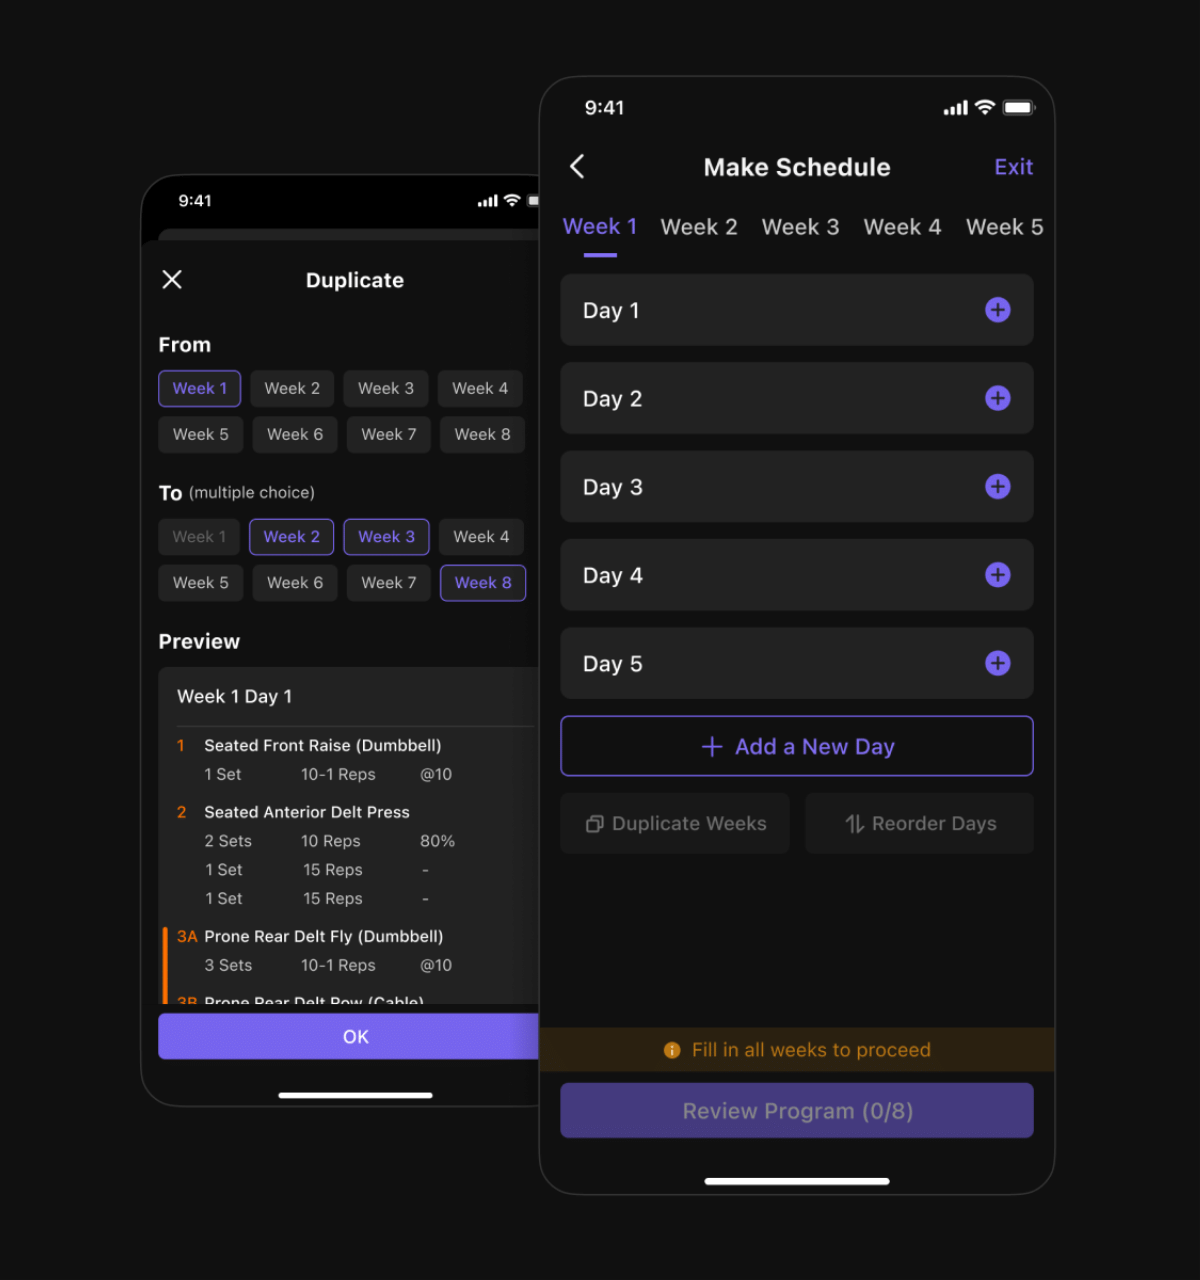 9:41
Duplicate
From
Week 1 Week 2 Week 3 Week 4
Week 5 Week 6 Week 7 Week 8
To (multiple choice)
Week 1 Week 2 Week 3 Week 4
Week 5 Week 6 Week 7 Week 8
Preview
Week 1 Day 1
1 Seated Front Raise (Dumbbell)
1 Set 10-1 Reps @10
2 Seated Anterior Delt Press
2 Sets 10 Reps 80%
1 Set 15 Reps -
1 Set 15 Reps -
3A Prone Rear Delt Fly (Dumbbell)
3 Sets 10-1 Reps @10
3B Prone Rear Delt Row (Cable)
OK
9:41
Make Schedule Exit
Week 1 Week 2 Week 3 Week 4 Week 5
Day 1
Day 2
Day 3
Day 4
Day 5
+ Add a New Day
Duplicate Weeks Reorder Days
Fill in all weeks to proceed
Review Program (0/8)